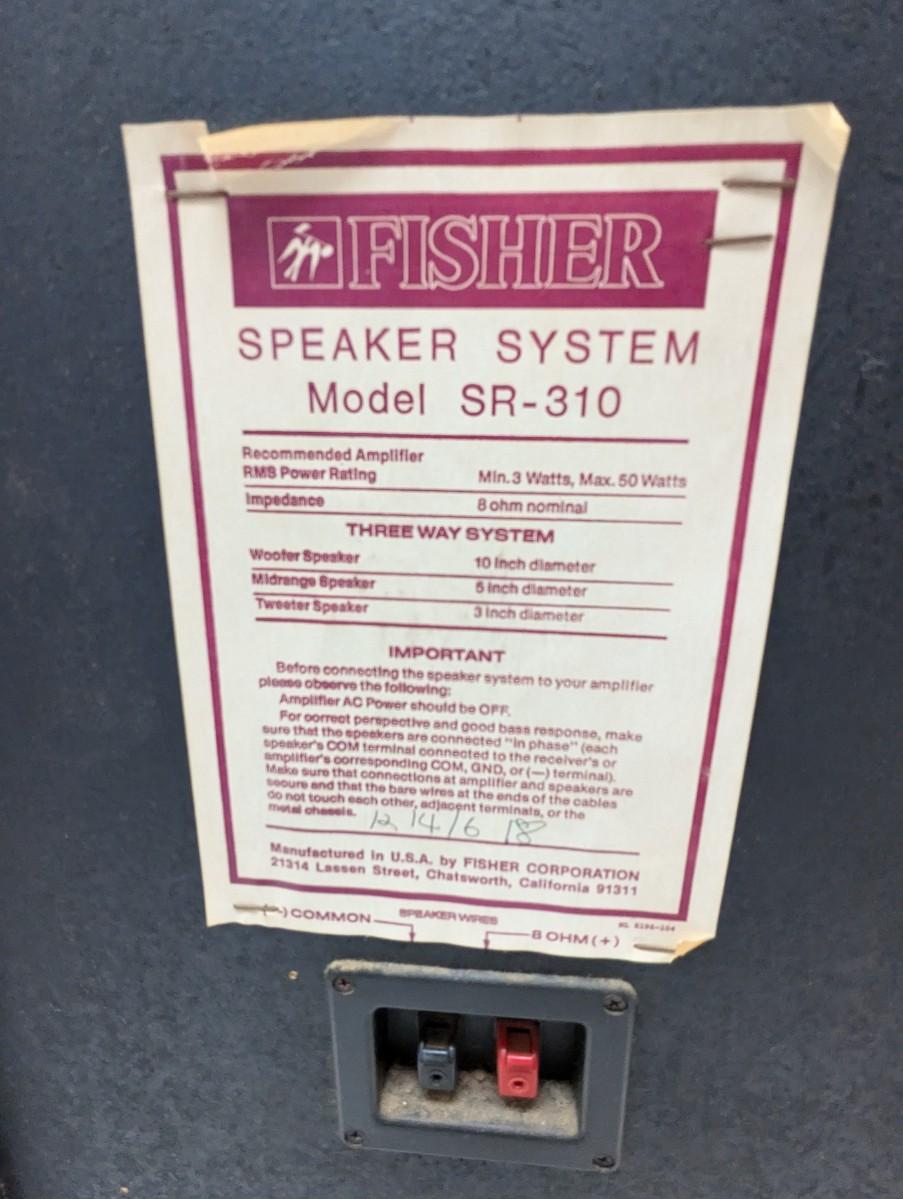 FISHER
SPEAKER SYSTEM
Model SR-310
Recommended Amplifier
RMS Power Rating Min. 3 Watts, Max. 50 Watts
Impedance 8 ohm nominal
THREE WAY SYSTEM
Woofer Speaker 10 inch diameter
Midrange Speaker 5 inch diameter
Tweeter Speaker 3 inch diameter
IMPORTANT
Before connecting the speaker system to your amplifier
please observe the following:
Amplifier AC Power should be OFF.
For correct perspective and good bass response, make
sure that the speakers are connected "in phase" (each
speaker's COM terminal connected to the receiver's or
amplifier's corresponding COM, GND, or (—) terminal).
Make sure that connections at amplifier and speakers are
secure and that the bare wires at the ends of the cables
do not touch each other, adjacent terminals, or the
metal chassis.
12 14/6 18
Manufactured in U.S.A. by FISHER CORPORATION
21314 Lassen Street, Chatsworth, California 91311
(-) COMMON SPEAKER WIRES 8 OHM (+)